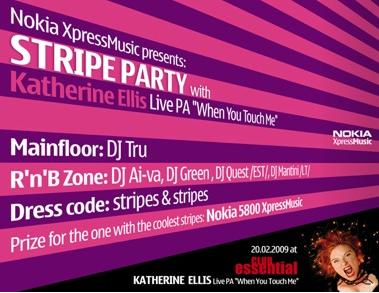 Nokia XpressMusic presents:
STRIPE PARTY with
Katherine Ellis Live PA "When You Touch Me"
NOKIA
XpressMusic
Mainfloor: DJ Tru
R'n'B Zone: DJ Ai-va, DJ Green , DJ Quest /EST/, DJ Mantini /LT/
Dress code: stripes & stripes
Prize for the one with the coolest stripes: Nokia 5800 XpressMusic
20.02.2009 at
CLUB
essential
KATHERINE ELLIS Live PA "When You Touch Me"